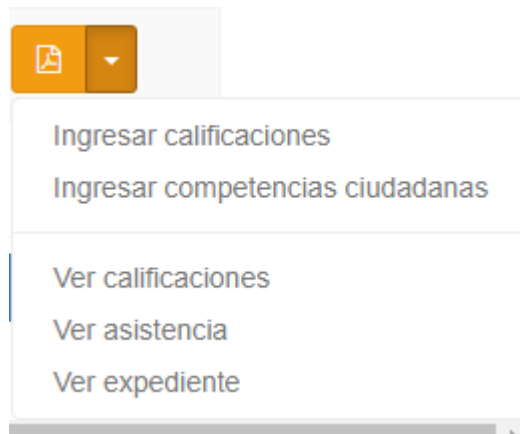 Ingresar calificaciones
Ingresar competencias ciudadanas
Ver calificaciones
Ver asistencia
Ver expediente